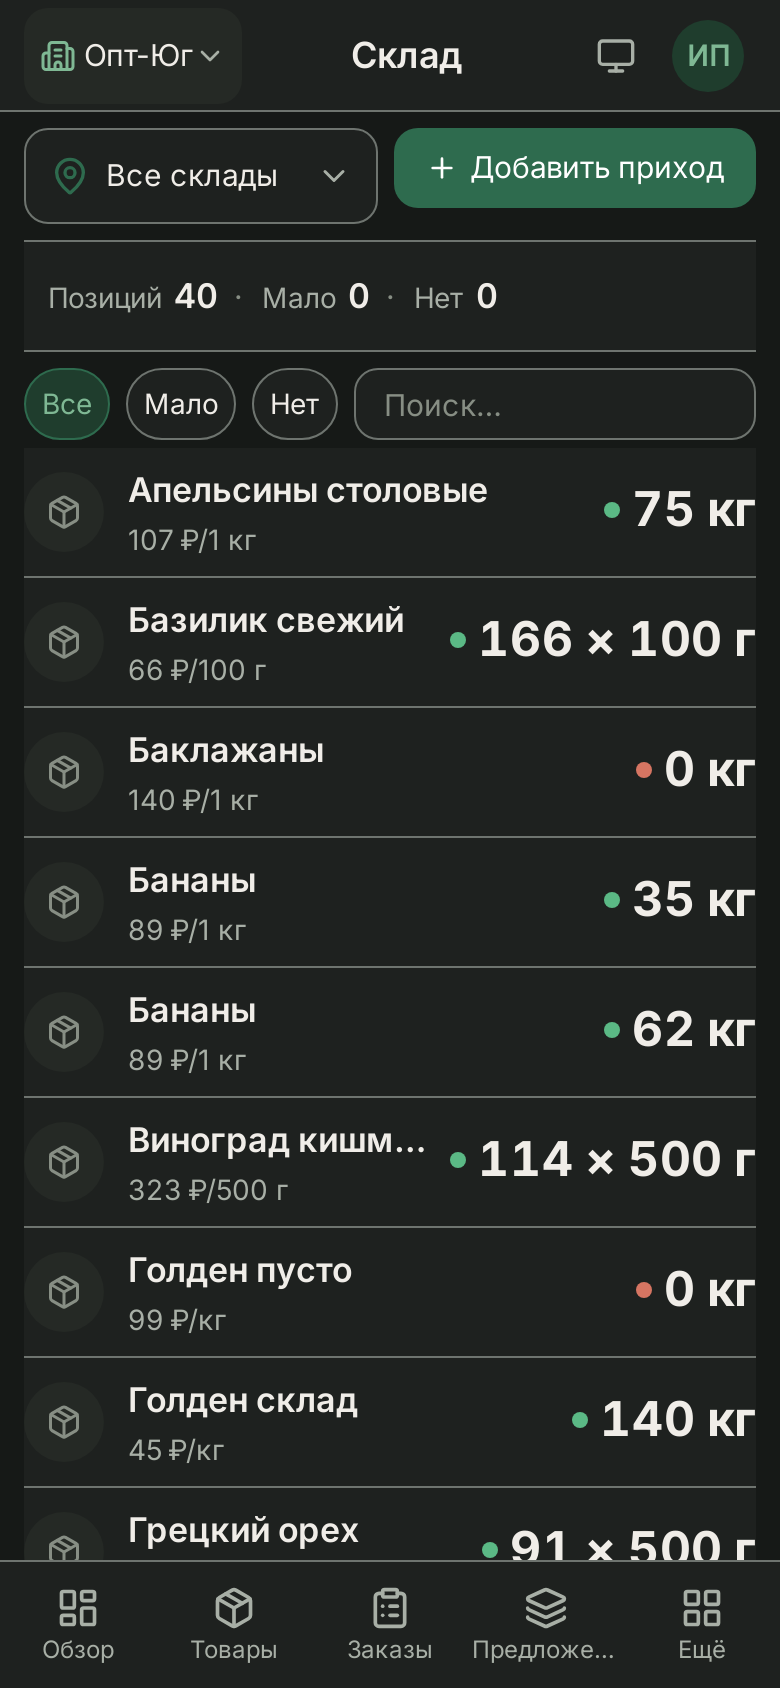 Опт-Юг
Склад
ИП
Все склады
+ Добавить приход
Позиций 40 · Мало 0 · Нет 0
Все
Мало
Нет
Поиск...
Апельсины столовые
75 кг
107 ₽/1 кг
Базилик свежий
166 × 100 г
66 ₽/100 г
Баклажаны
0 кг
140 ₽/1 кг
Бананы
35 кг
89 ₽/1 кг
Бананы
62 кг
89 ₽/1 кг
Виноград кишм...
114 × 500 г
323 ₽/500 г
Голден пусто
0 кг
99 ₽/кг
Голден склад
140 кг
45 ₽/кг
Грецкий орех
91 × 500 г
Обзор
Товары
Заказы
Предложе...
Ещё